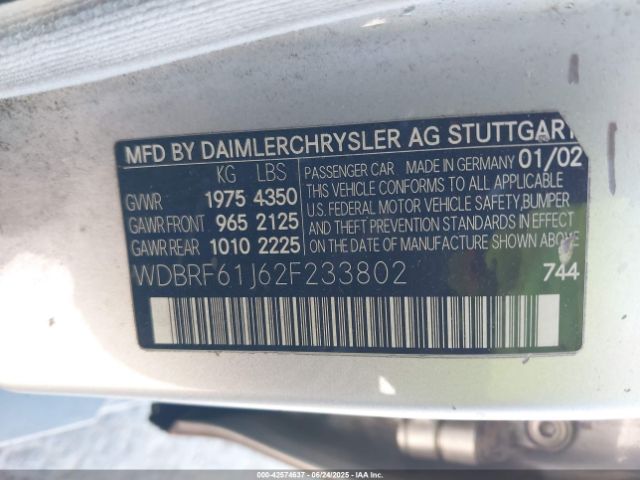 MFD BY DAIMLERCHRYSLER AG STUTTGART
KG LBS
GVWR 1975 4350
GAWR FRONT 965 2125
GAWR REAR 1010 2225
PASSENGER CAR MADE IN GERMANY 01/02
THIS VEHICLE CONFORMS TO ALL APPLICABLE
U.S. FEDERAL MOTOR VEHICLE SAFETY, BUMPER
AND THEFT PREVENTION STANDARDS IN EFFECT
ON THE DATE OF MANUFACTURE SHOWN ABOVE
WDBRF61J62F233802 744
000-42574637 - 06/24/2025 - IAAI.COM